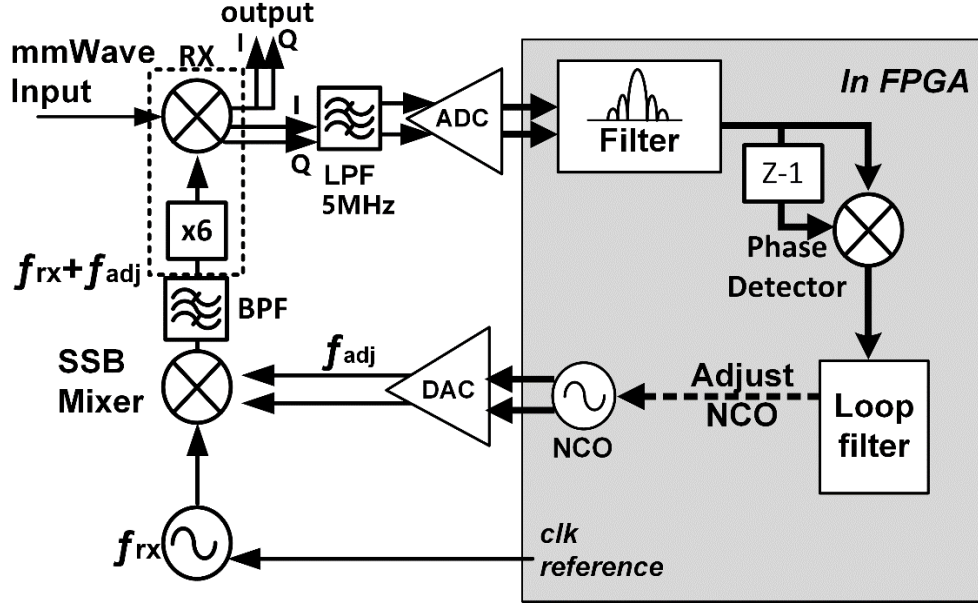 output
I
Q
mmWave
Input
RX
I
Q
LPF
5MHz
ADC
In FPGA
Filter
Z-1
Phase
Detector
x6
frx+fadj
BPF
SSB
Mixer
fadj
DAC
NCO
Adjust
NCO
Loop
filter
frx
clk
reference